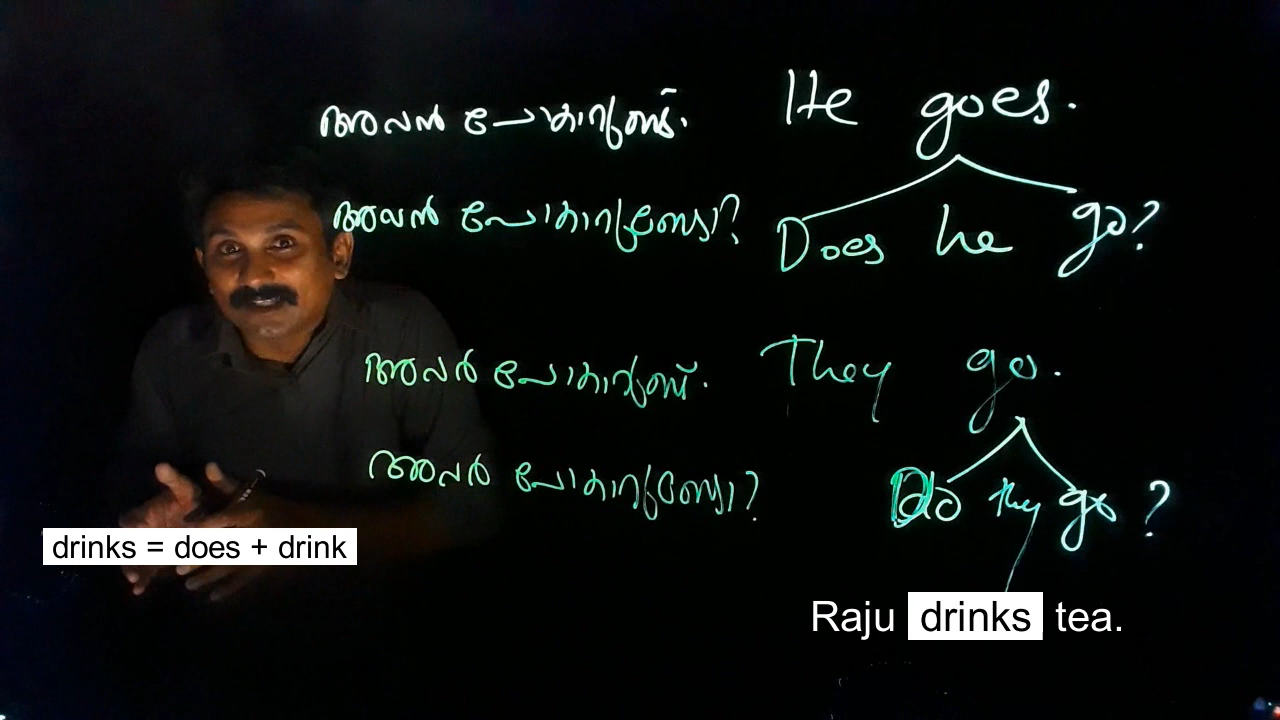 അവൻ പോകാറുണ്ട്. He goes.
അവൻ പോകാറുണ്ടോ? Does he go?
അവർ പോകാറുണ്ട്. They go.
അവർ പോകാറുണ്ടോ? Do they go?
drinks = does + drink
Raju drinks tea.